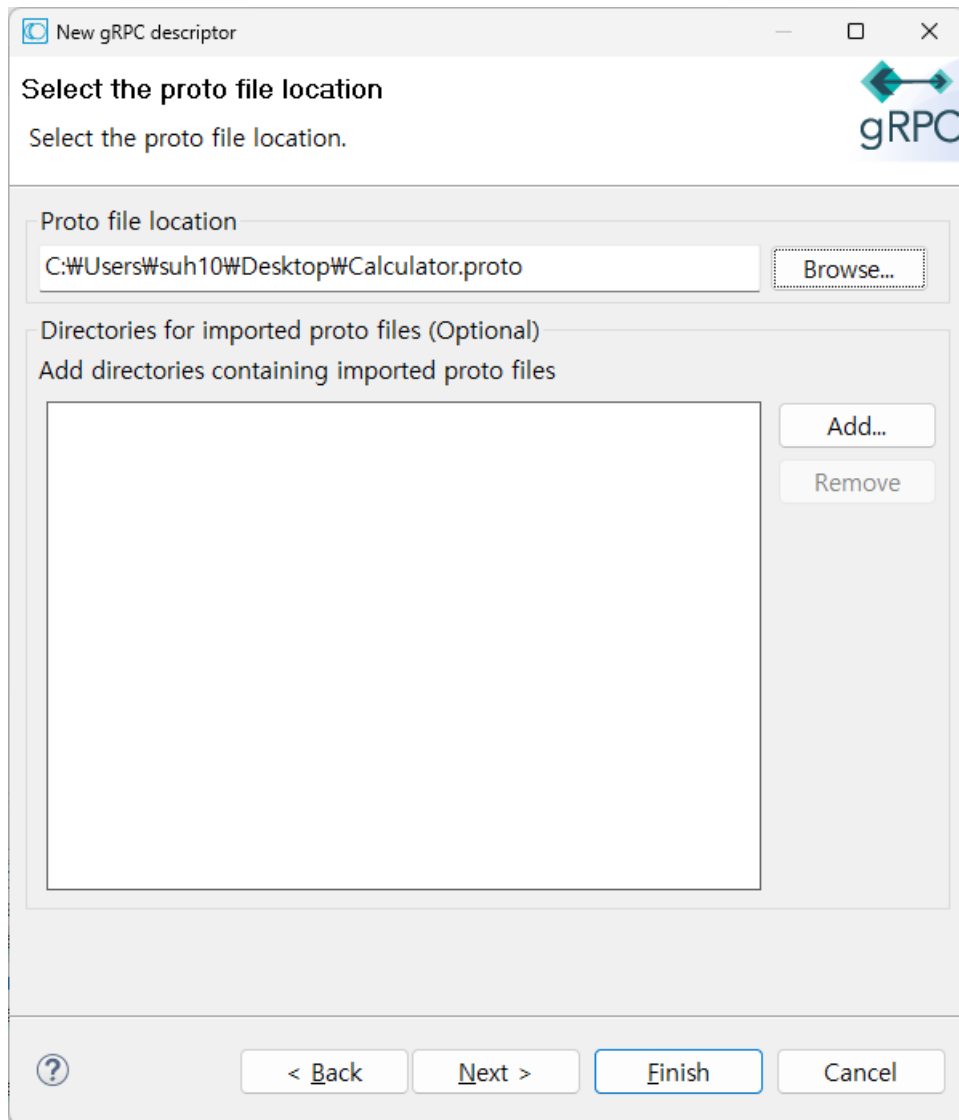 New gRPC descriptor
Select the proto file location
Select the proto file location.
gRPC
Proto file location
C:₩Users₩suh10₩Desktop₩Calculator.proto
Browse...
Directories for imported proto files (Optional)
Add directories containing imported proto files
Add...
Remove
?
< Back
Next >
Finish
Cancel